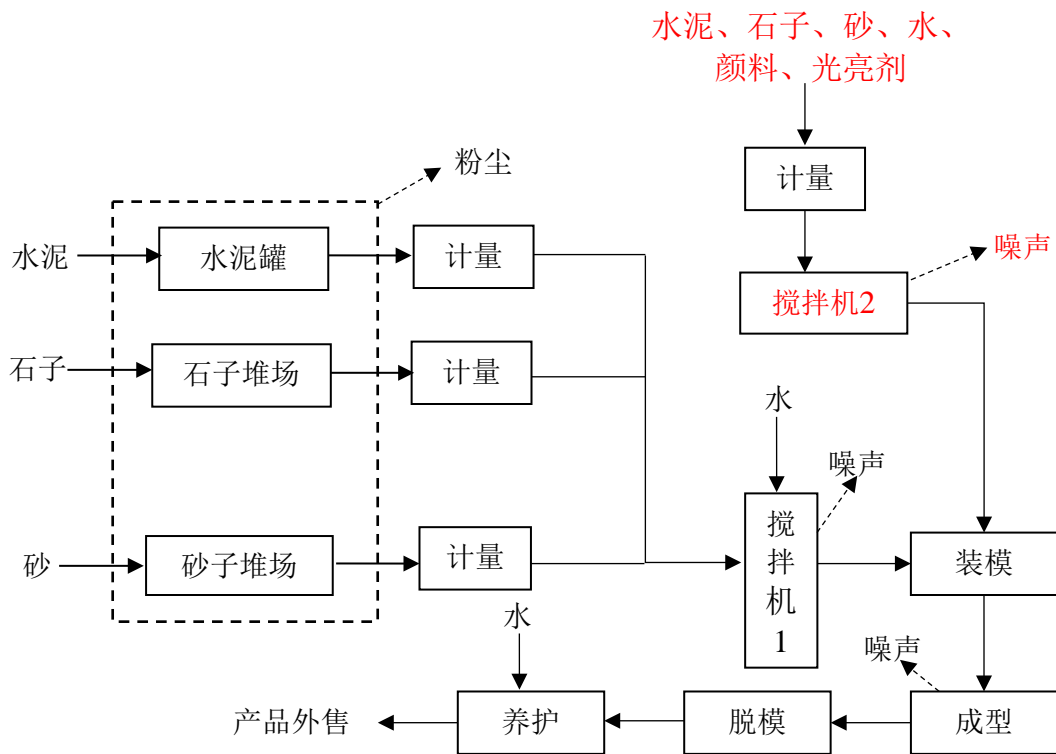 水泥、石子、砂、水、
颜料、光亮剂
计量
粉尘
水泥
水泥罐
计量
噪声
搅拌机2
石子
石子堆场
计量
水
噪声
搅
拌
机
1
砂
砂子堆场
计量
装模
水
噪声
产品外售
养护
脱模
成型